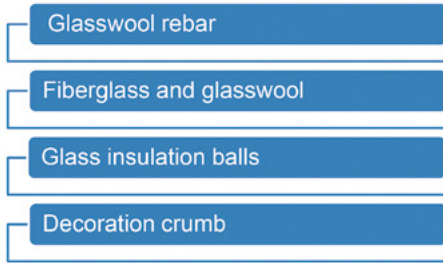 Glasswool rebar
Fiberglass and glasswool
Glass insulation balls
Decoration crumb